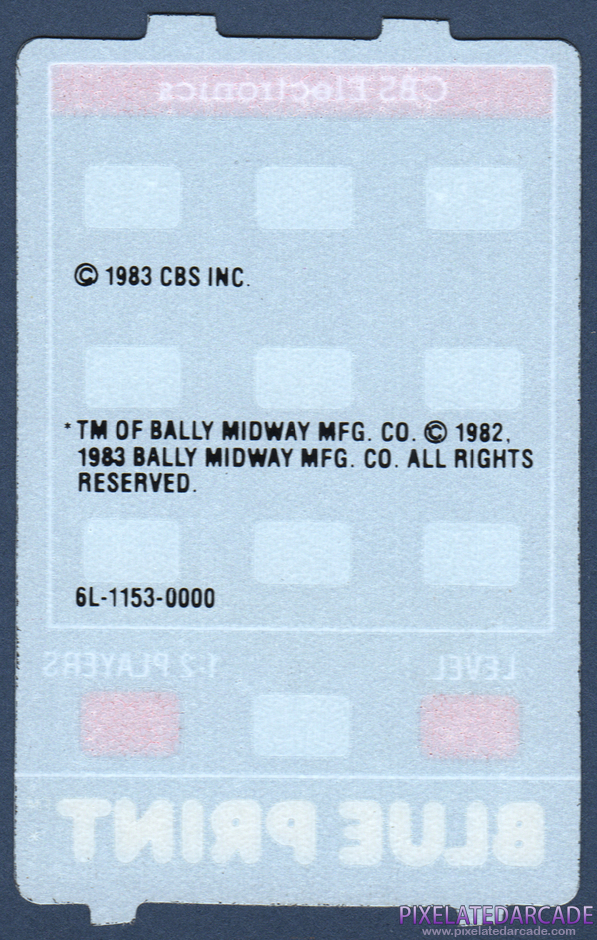 CBS Electronics
© 1983 CBS INC.
*TM OF BALLY MIDWAY MFG. CO. © 1982,
1983 BALLY MIDWAY MFG. CO. ALL RIGHTS
RESERVED.
6L-1153-0000
1-2 PLAYERS LEVEL
BLUE PRINT
PIXELATEDARCADE
www.pixelatedarcade.com